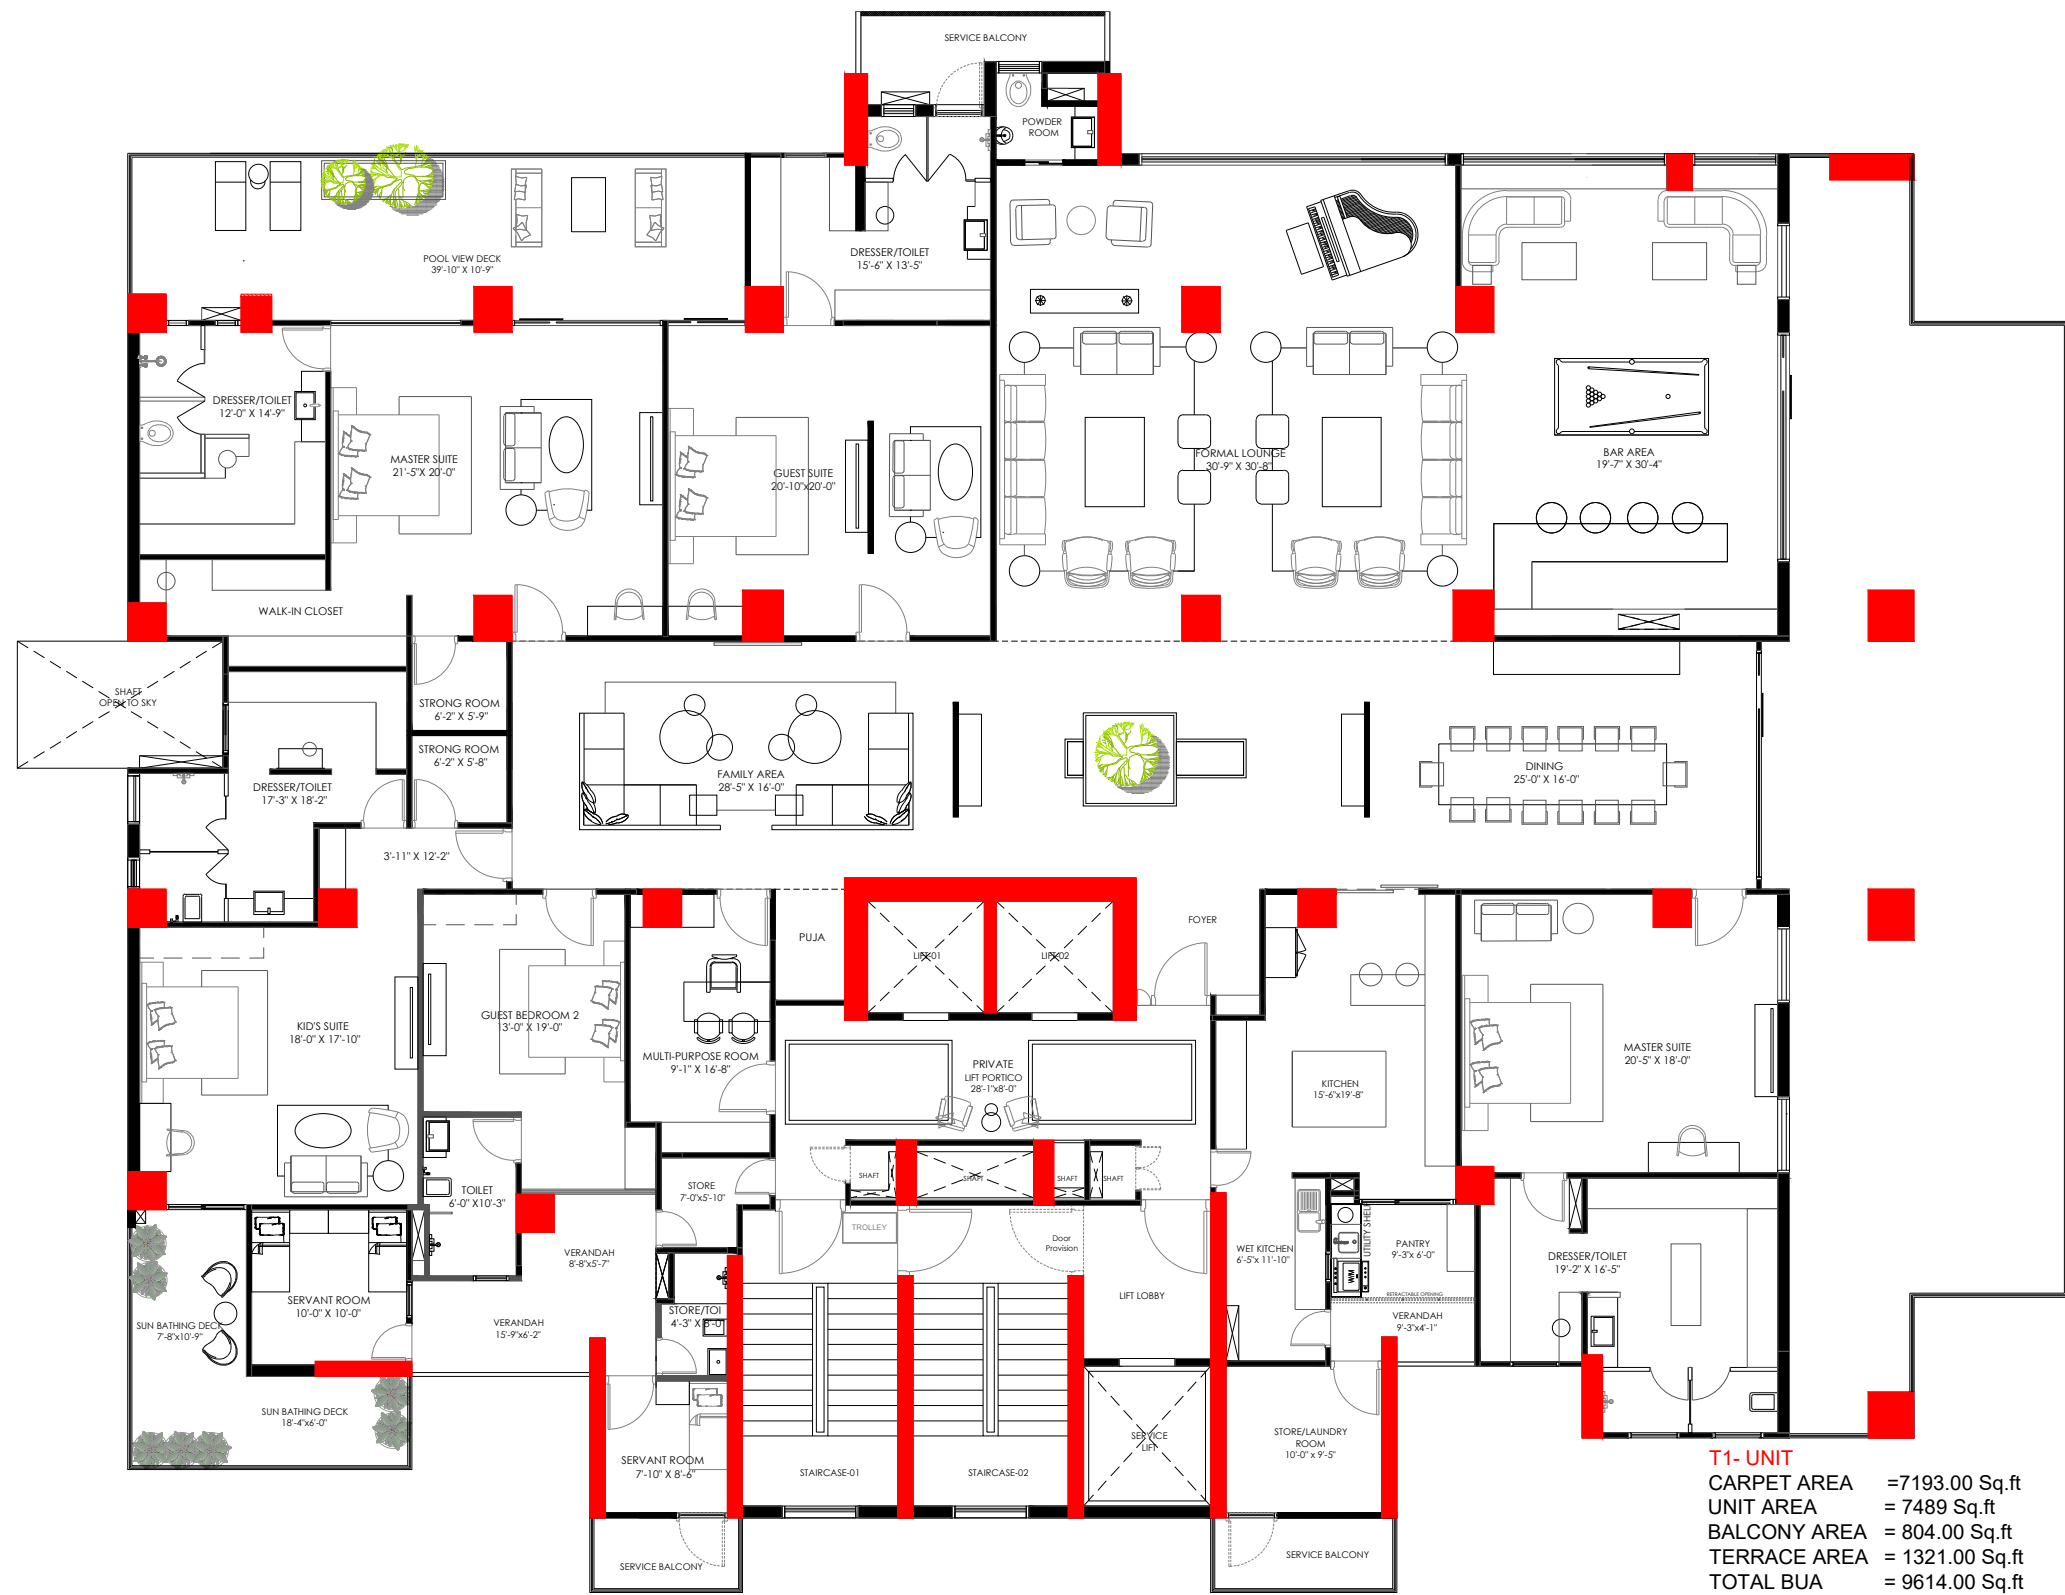 SERVICE BALCONY
POWDER
ROOM
POOL VIEW DECK
39'-10" X 10'-9"
DRESSER/TOILET
15'-6" X 13'-5"
DRESSER/TOILET
12'-0" X 14'-9"
MASTER SUITE
21'-5"X 20'-0"
GUEST SUITE
20'-10"x20'-0"
FORMAL LOUNGE
30'-9" X 30'-8"
BAR AREA
19'-7" X 30'-4"
WALK-IN CLOSET
SHAFT
OPEN TO SKY
STRONG ROOM
6'-2" X 5'-9"
STRONG ROOM
6'-2" X 5'-8"
DRESSER/TOILET
17'-3" X 18'-2"
FAMILY AREA
28'-5" X 16'-0"
DINING
25'-0" X 16'-0"
3'-11" X 12'-2"
PUJA
LIFT-01
LIFT-02
FOYER
KID'S SUITE
18'-0" X 17'-10"
GUEST BEDROOM 2
13'-0" X 19'-0"
MULTI-PURPOSE ROOM
9'-1" X 16'-8"
PRIVATE
LIFT PORTICO
28'-1"x8'-0"
KITCHEN
15'-6"x19'-8"
MASTER SUITE
20'-5" X 18'-0"
SHAFT
SHAFT
SHAFT
SHAFT
TOILET
6'-0" X10'-3"
STORE
7'-0"x5'-10"
TROLLEY
Door
Provision
VERANDAH
8'-8"x5'-7"
WET KITCHEN
6'-5"x 11'-10"
UTILITY SHELF
W/M
PANTRY
9'-3"x 6'-0"
DRESSER/TOILET
19'-2" X 16'-5"
RETRACTABLE OPENING
VERANDAH
9'-3"x4'-1"
SERVANT ROOM
10'-0" X 10'-0"
SUN BATHING DECK
7'-8"x10'-9"
VERANDAH
15'-9"x6'-2"
STORE/TOI
4'-3" X 8'-0"
LIFT LOBBY
SUN BATHING DECK
18'-4"x6'-0"
SERVANT ROOM
7'-10" X 8'-6"
STAIRCASE-01
STAIRCASE-02
SERVICE
LIFT
STORE/LAUNDRY
ROOM
10'-0" x 9'-5"
SERVICE BALCONY
SERVICE BALCONY
T1- UNIT
CARPET AREA =7193.00 Sq.ft
UNIT AREA = 7489 Sq.ft
BALCONY AREA = 804.00 Sq.ft
TERRACE AREA = 1321.00 Sq.ft
TOTAL BUA = 9614.00 Sq.ft